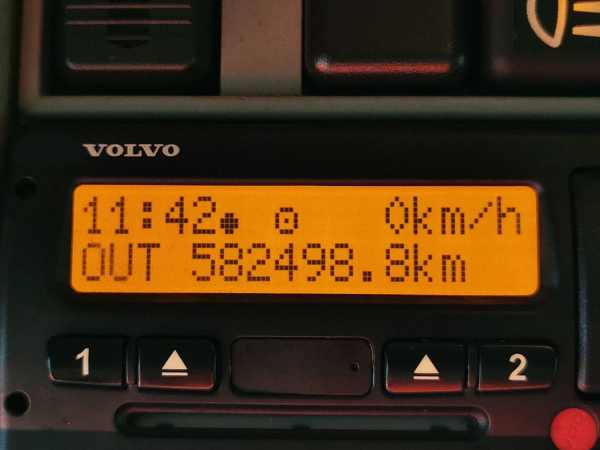 VOLVO
11:42● ⊙ 0km/h
OUT 582498.8km
1 ⏏ ⏏ 2